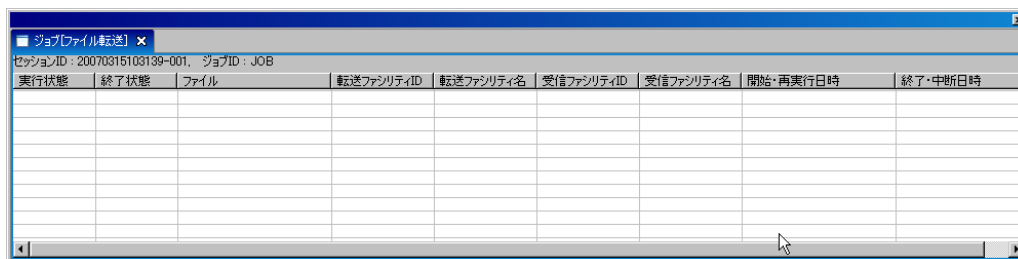 ジョブ[ファイル転送]
セッションID : 20070315103139-001, ジョブID : JOB
実行状態 終了状態 ファイル 転送ファシリティID 転送ファシリティ名 受信ファシリティID 受信ファシリティ名 開始・再実行日時 終了・中断日時